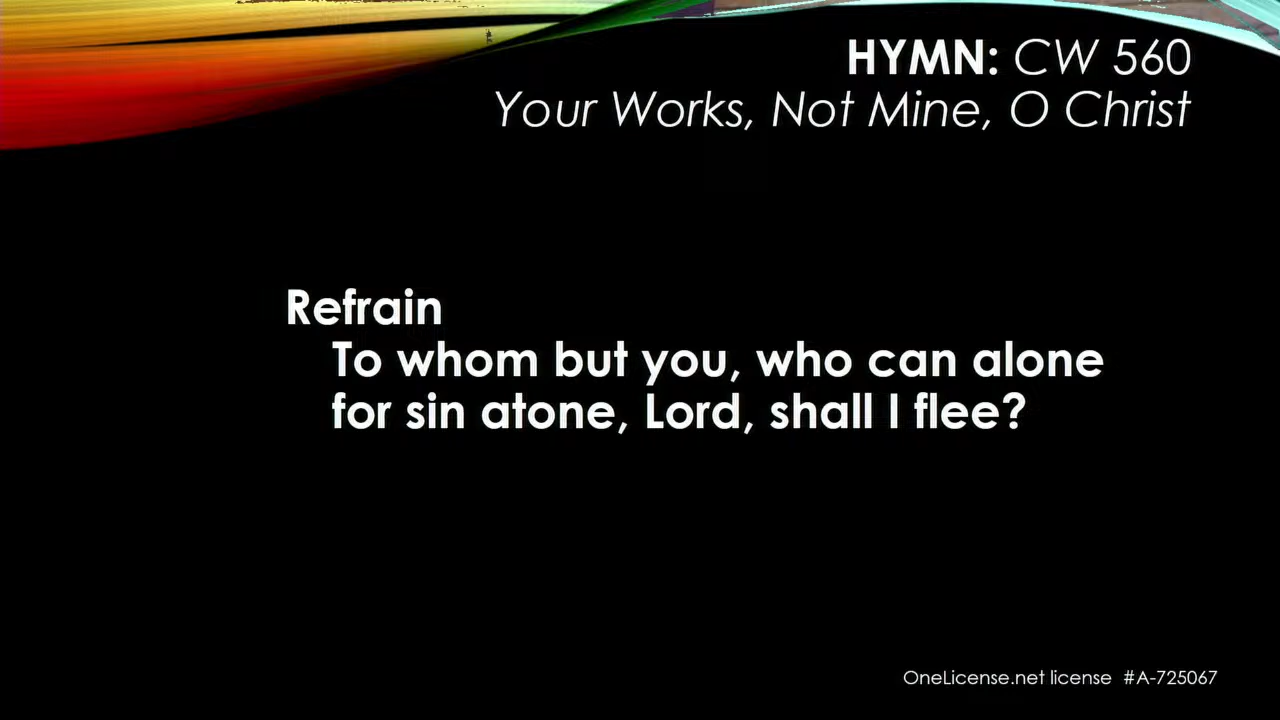 HYMN: CW 560
Your Works, Not Mine, O Christ
Refrain
To whom but you, who can alone
for sin atone, Lord, shall I flee?
OneLicense.net license #A-725067